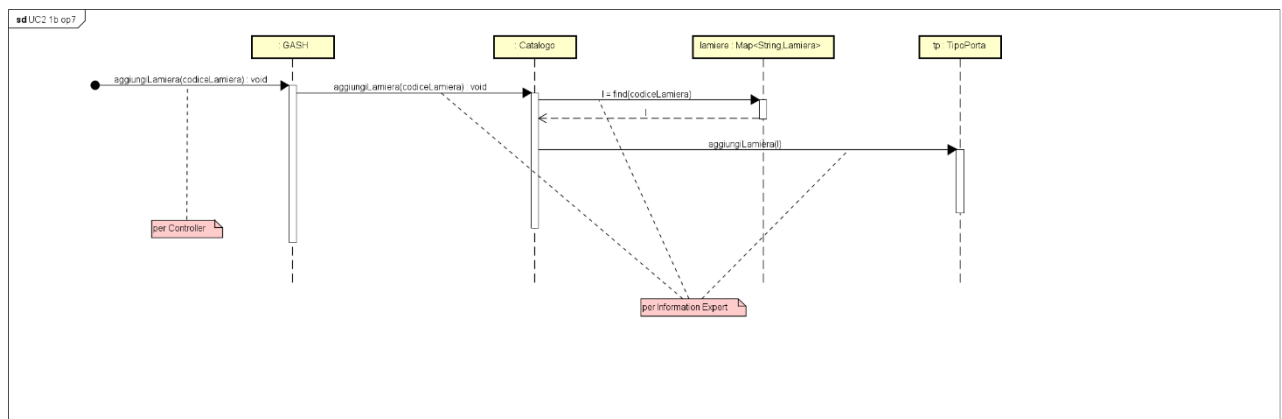 sd UC2 1b op7
: GASH
: Catalogo
lamiere : Map<String,Lamiera>
tp : TipoPorta
aggiungiLamiera(codiceLamiera) : void
aggiungiLamiera(codiceLamiera) : void
l = find(codiceLamiera)
l
aggiungiLamiera(l)
per Controller
per Information Expert